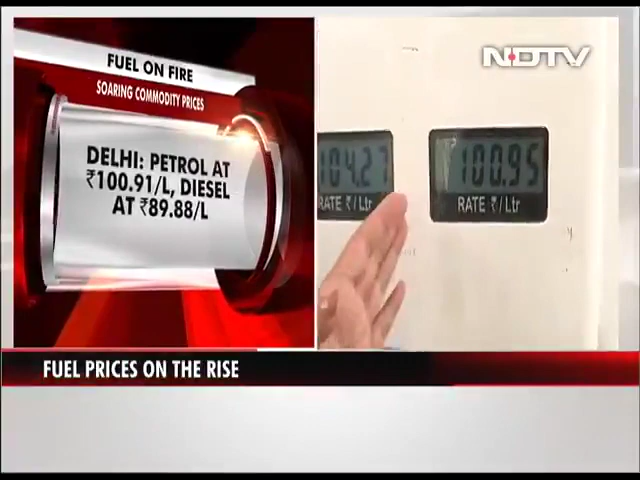 FUEL ON FIRE
SOARING COMMODITY PRICES
DELHI: PETROL AT
₹100.91/L, DIESEL
AT ₹89.88/L
NDTV
104.27
RATE ₹/Ltr
100.95
RATE ₹/Ltr
FUEL PRICES ON THE RISE